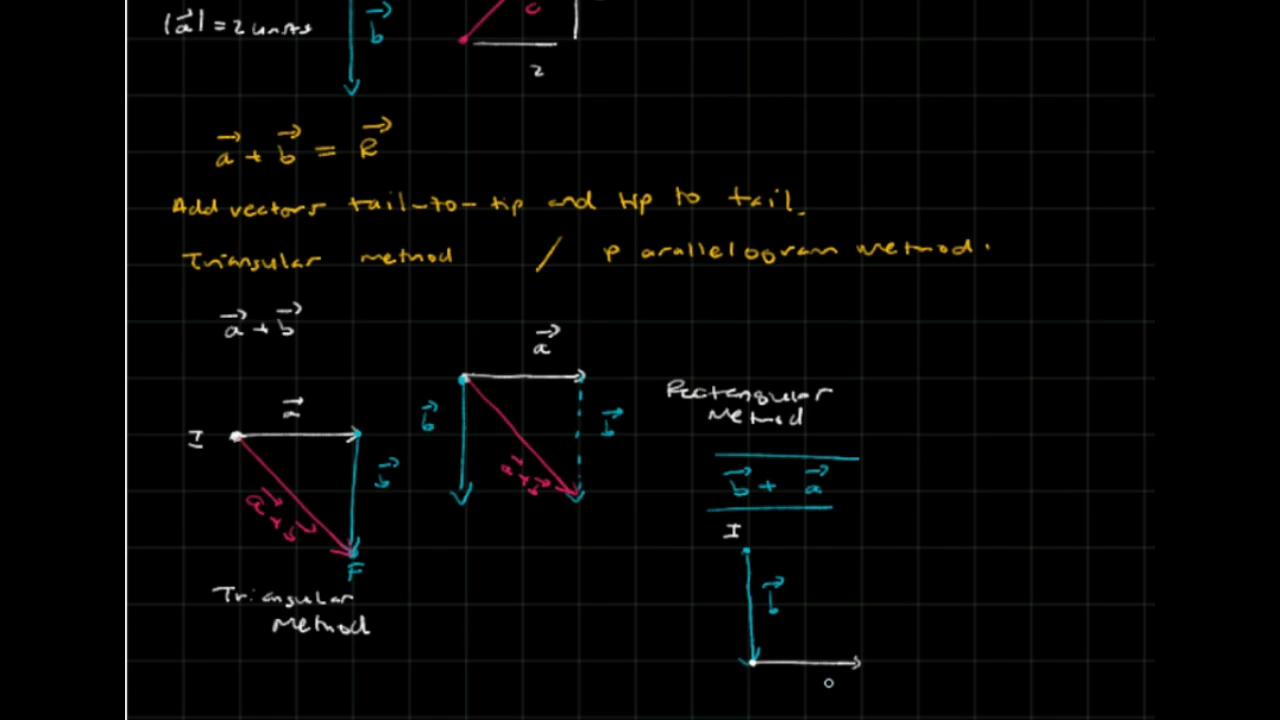 |a⃗| = 2 units
b⃗
c
2
a⃗ + b⃗ = R⃗
Add vectors tail-to-tip and tip to tail.
Triangular method / parallelogram method.
a⃗ + b⃗
a⃗
I
b⃗
a⃗+b⃗
F
Triangular
Method
a⃗
b⃗
b⃗
a⃗+b⃗
Rectangular
Method
b⃗ + a⃗
I
b⃗